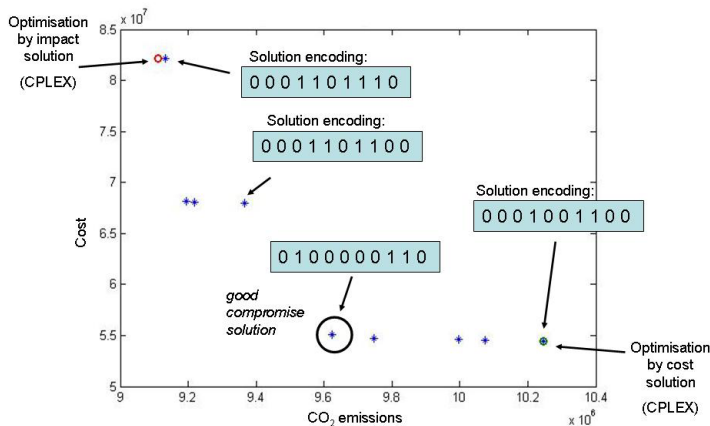 Optimisation
by impact
solution
(CPLEX)
x 10⁷
8.5
8
7.5
7
6.5
6
5.5
5
Cost
Solution encoding:
0 0 0 1 1 0 1 1 1 0
Solution encoding:
0 0 0 1 1 0 1 1 0 0
Solution encoding:
0 0 0 1 0 0 1 1 0 0
0 1 0 0 0 0 0 1 1 0
good
compromise
solution
Optimisation
by cost
solution
(CPLEX)
9 9.2 9.4 9.6 9.8 10 10.2 10.4
CO₂ emissions
x 10⁶